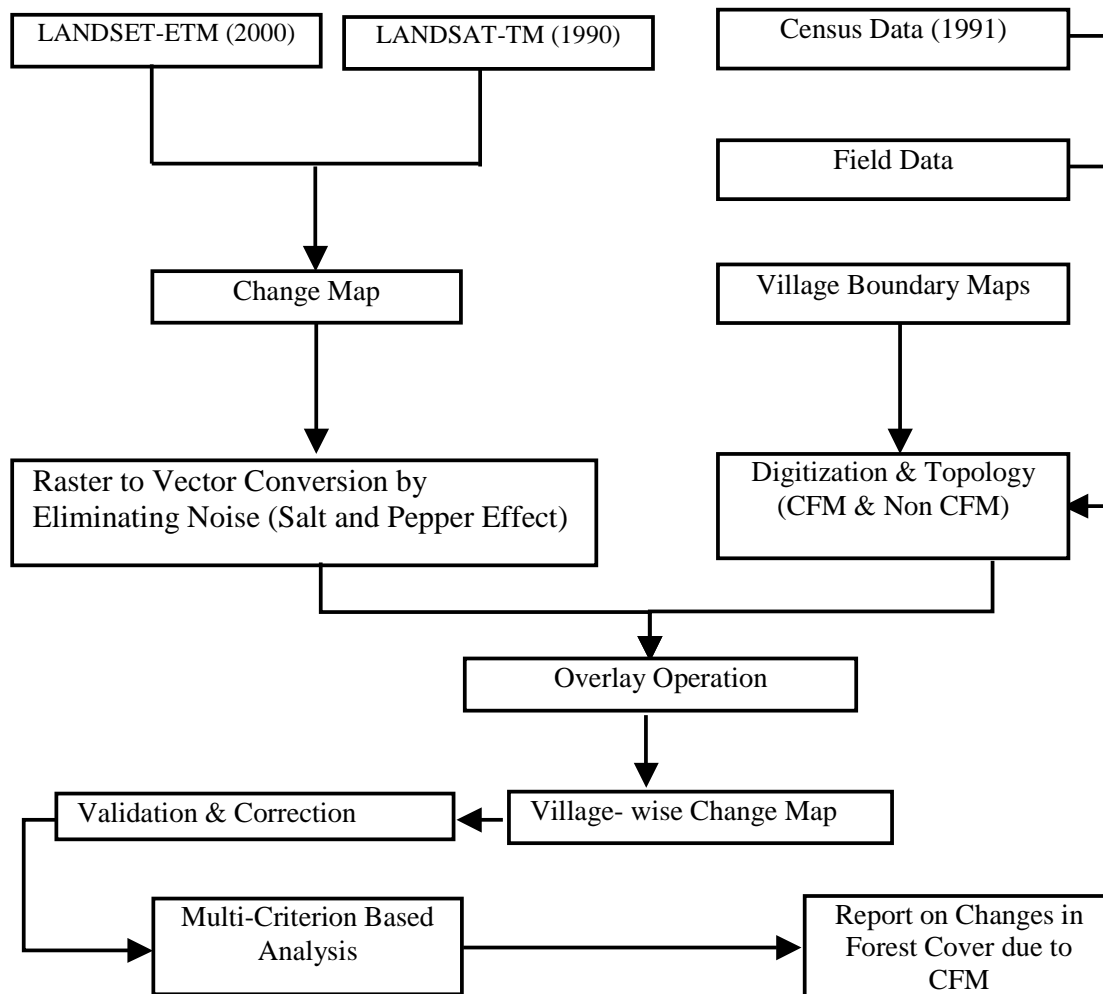 LANDSET-ETM (2000)
LANDSAT-TM (1990)
Census Data (1991)
Field Data
Change Map
Village Boundary Maps
Raster to Vector Conversion by
Eliminating Noise (Salt and Pepper Effect)
Digitization & Topology
(CFM & Non CFM)
Overlay Operation
Village- wise Change Map
Validation & Correction
Multi-Criterion Based
Analysis
Report on Changes in
Forest Cover due to
CFM